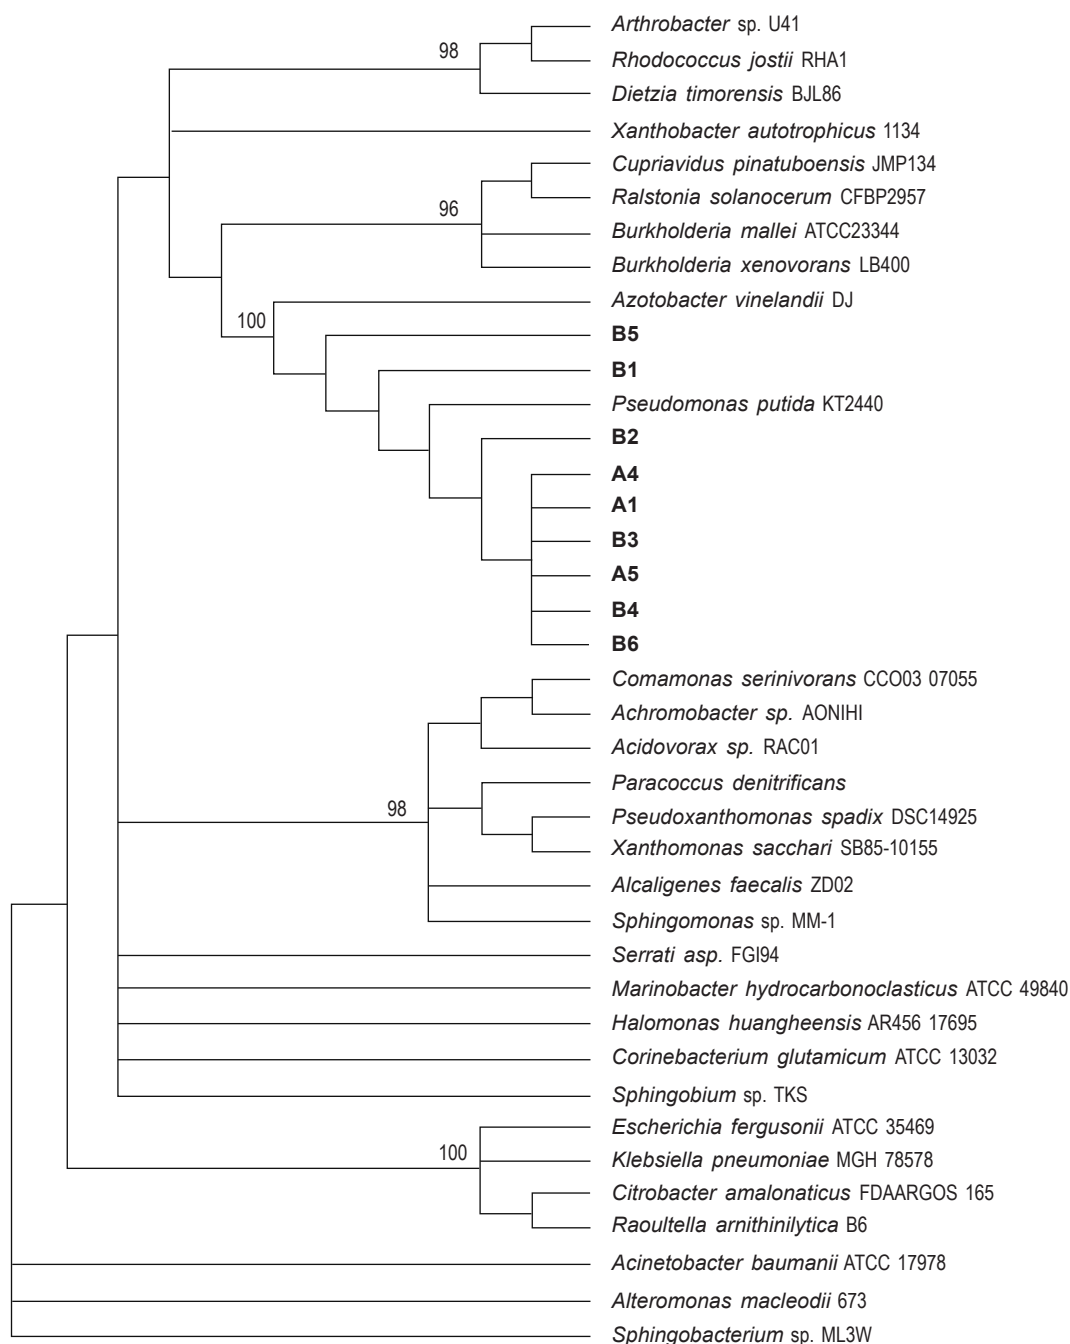 Arthrobacter sp. U41
98
Rhodococcus jostii RHA1
Dietzia timorensis BJL86
Xanthobacter autotrophicus 1134
Cupriavidus pinatuboensis JMP134
Ralstonia solanocerum CFBP2957
96
Burkholderia mallei ATCC23344
Burkholderia xenovorans LB400
Azotobacter vinelandii DJ
100
B5
B1
Pseudomonas putida KT2440
B2
A4
A1
B3
A5
B4
B6
Comamonas serinivorans CCO03 07055
Achromobacter sp. AONIHI
Acidovorax sp. RAC01
Paracoccus denitrificans
98
Pseudoxanthomonas spadix DSC14925
Xanthomonas sacchari SB85-10155
Alcaligenes faecalis ZD02
Sphingomonas sp. MM-1
Serrati asp. FGI94
Marinobacter hydrocarbonoclasticus ATCC 49840
Halomonas huangheensis AR456 17695
Corinebacterium glutamicum ATCC 13032
Sphingobium sp. TKS
Escherichia fergusonii ATCC 35469
100
Klebsiella pneumoniae MGH 78578
Citrobacter amalonaticus FDAARGOS 165
Raoultella arnithinilytica B6
Acinetobacter baumanii ATCC 17978
Alteromonas macleodii 673
Sphingobacterium sp. ML3W